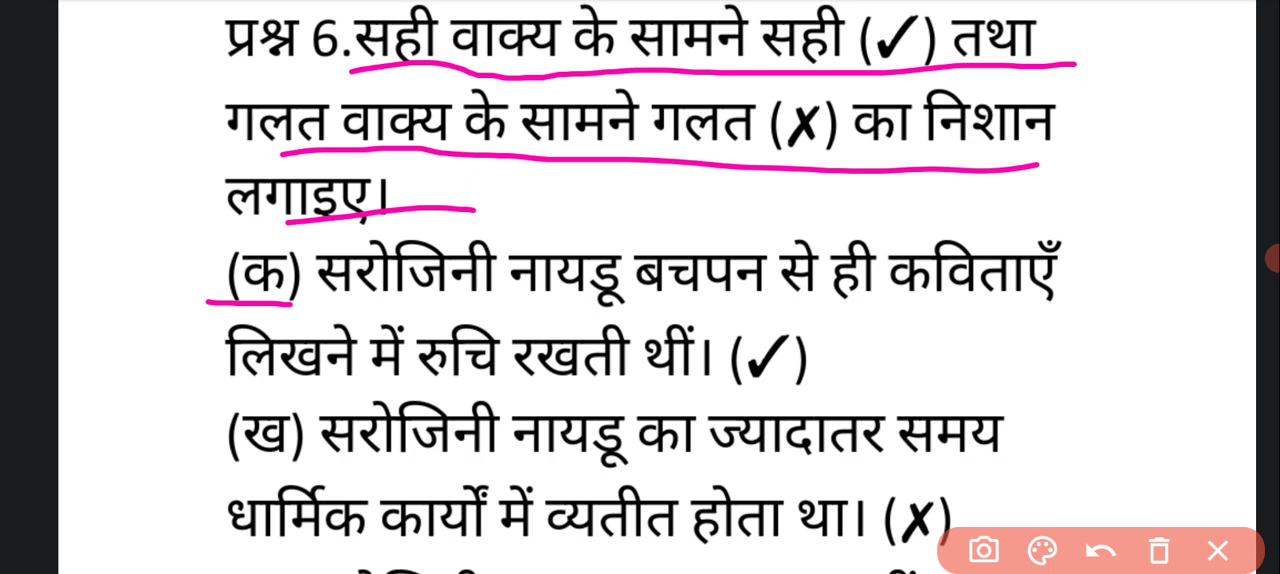 प्रश्न 6.सही वाक्य के सामने सही (✓) तथा
गलत वाक्य के सामने गलत (✗) का निशान
लगाइए।
(क) सरोजिनी नायडू बचपन से ही कविताएँ
लिखने में रुचि रखती थीं। (✓)
(ख) सरोजिनी नायडू का ज्यादातर समय
धार्मिक कार्यों में व्यतीत होता था। (✗)